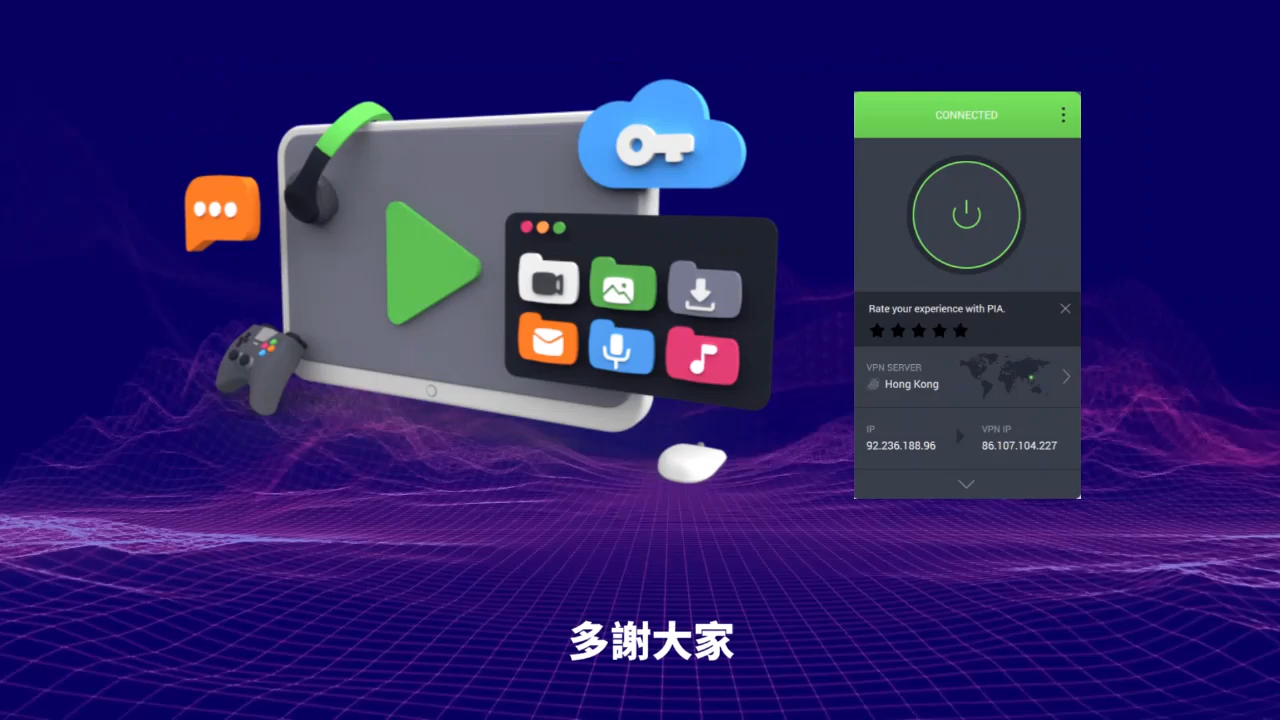 CONNECTED
Rate your experience with PIA.
VPN SERVER
Hong Kong
IP
92.236.188.96
VPN IP
86.107.104.227
多謝大家